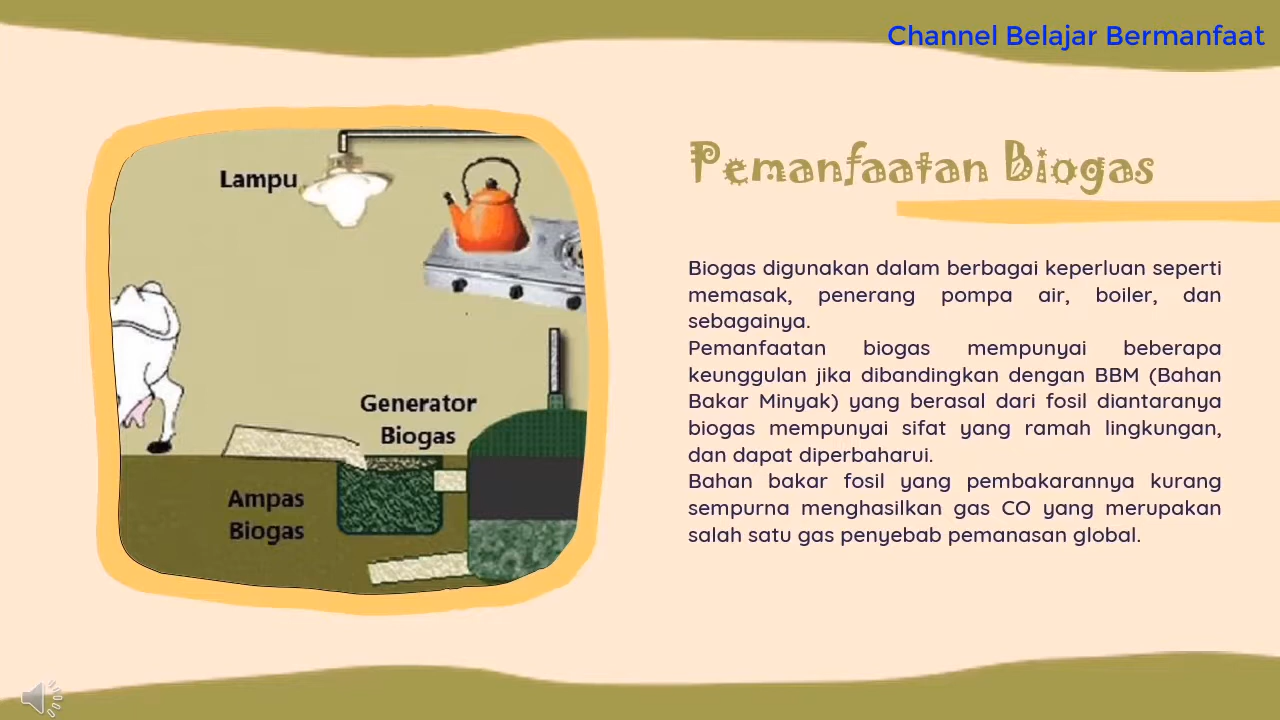 Channel Belajar Bermanfaat
Pemanfaatan Biogas
Lampu
Generator
Biogas
Ampas
Biogas
Biogas digunakan dalam berbagai keperluan seperti
memasak, penerang pompa air, boiler, dan
sebagainya.
Pemanfaatan biogas mempunyai beberapa
keunggulan jika dibandingkan dengan BBM (Bahan
Bakar Minyak) yang berasal dari fosil diantaranya
biogas mempunyai sifat yang ramah lingkungan,
dan dapat diperbaharui.
Bahan bakar fosil yang pembakarannya kurang
sempurna menghasilkan gas CO yang merupakan
salah satu gas penyebab pemanasan global.